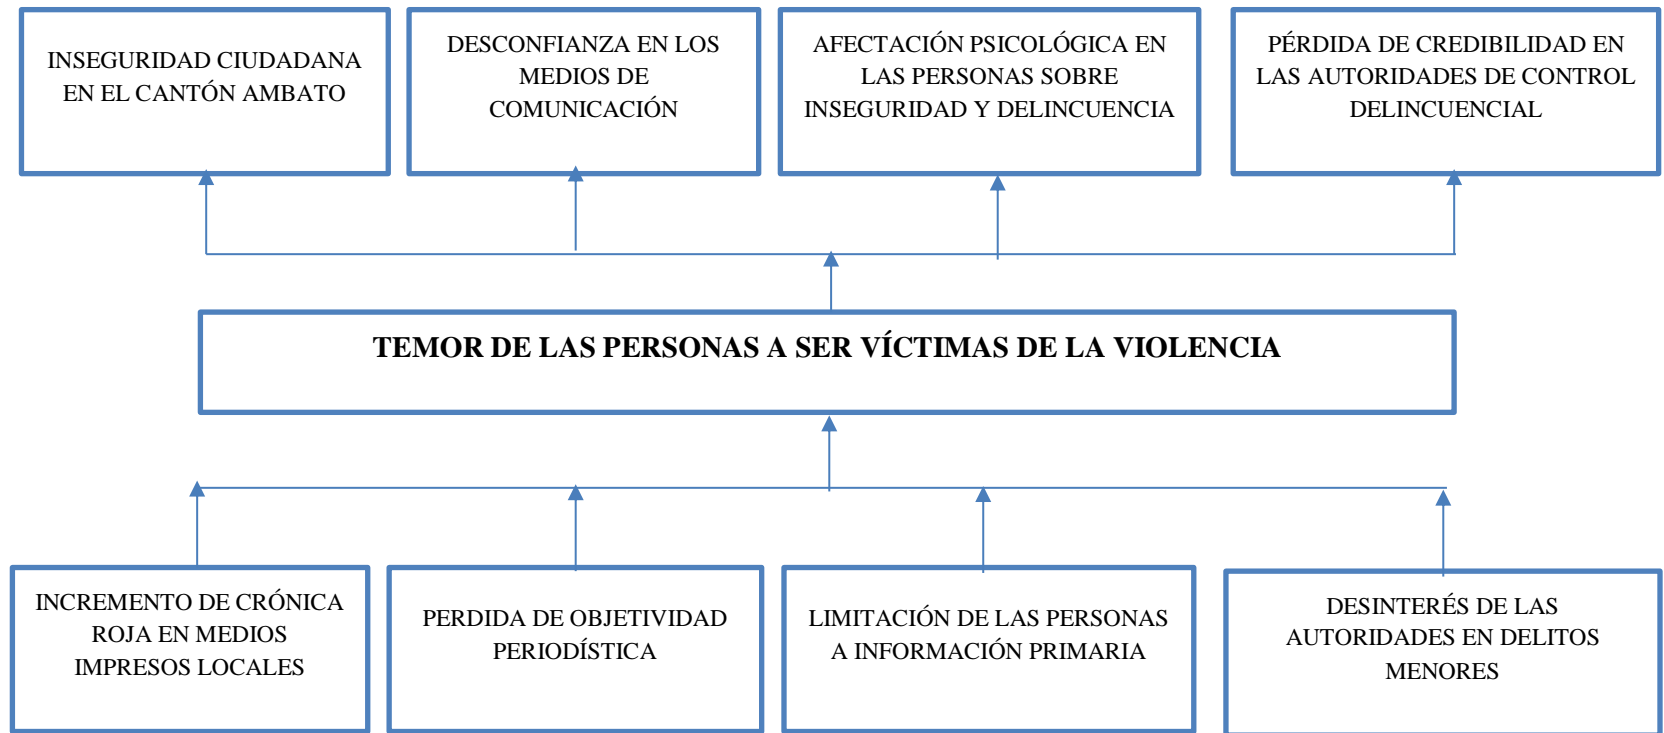 INSEGURIDAD CIUDADANA
EN EL CANTÓN AMBATO
DESCONFIANZA EN LOS
MEDIOS DE
COMUNICACIÓN
AFECTACIÓN PSICOLÓGICA EN
LAS PERSONAS SOBRE
INSEGURIDAD Y DELINCUENCIA
PÉRDIDA DE CREDIBILIDAD EN
LAS AUTORIDADES DE CONTROL
DELINCUENCIAL
TEMOR DE LAS PERSONAS A SER VÍCTIMAS DE LA VIOLENCIA
INCREMENTO DE CRÓNICA
ROJA EN MEDIOS
IMPRESOS LOCALES
PERDIDA DE OBJETIVIDAD
PERIODÍSTICA
LIMITACIÓN DE LAS PERSONAS
A INFORMACIÓN PRIMARIA
DESINTERÉS DE LAS
AUTORIDADES EN DELITOS
MENORES